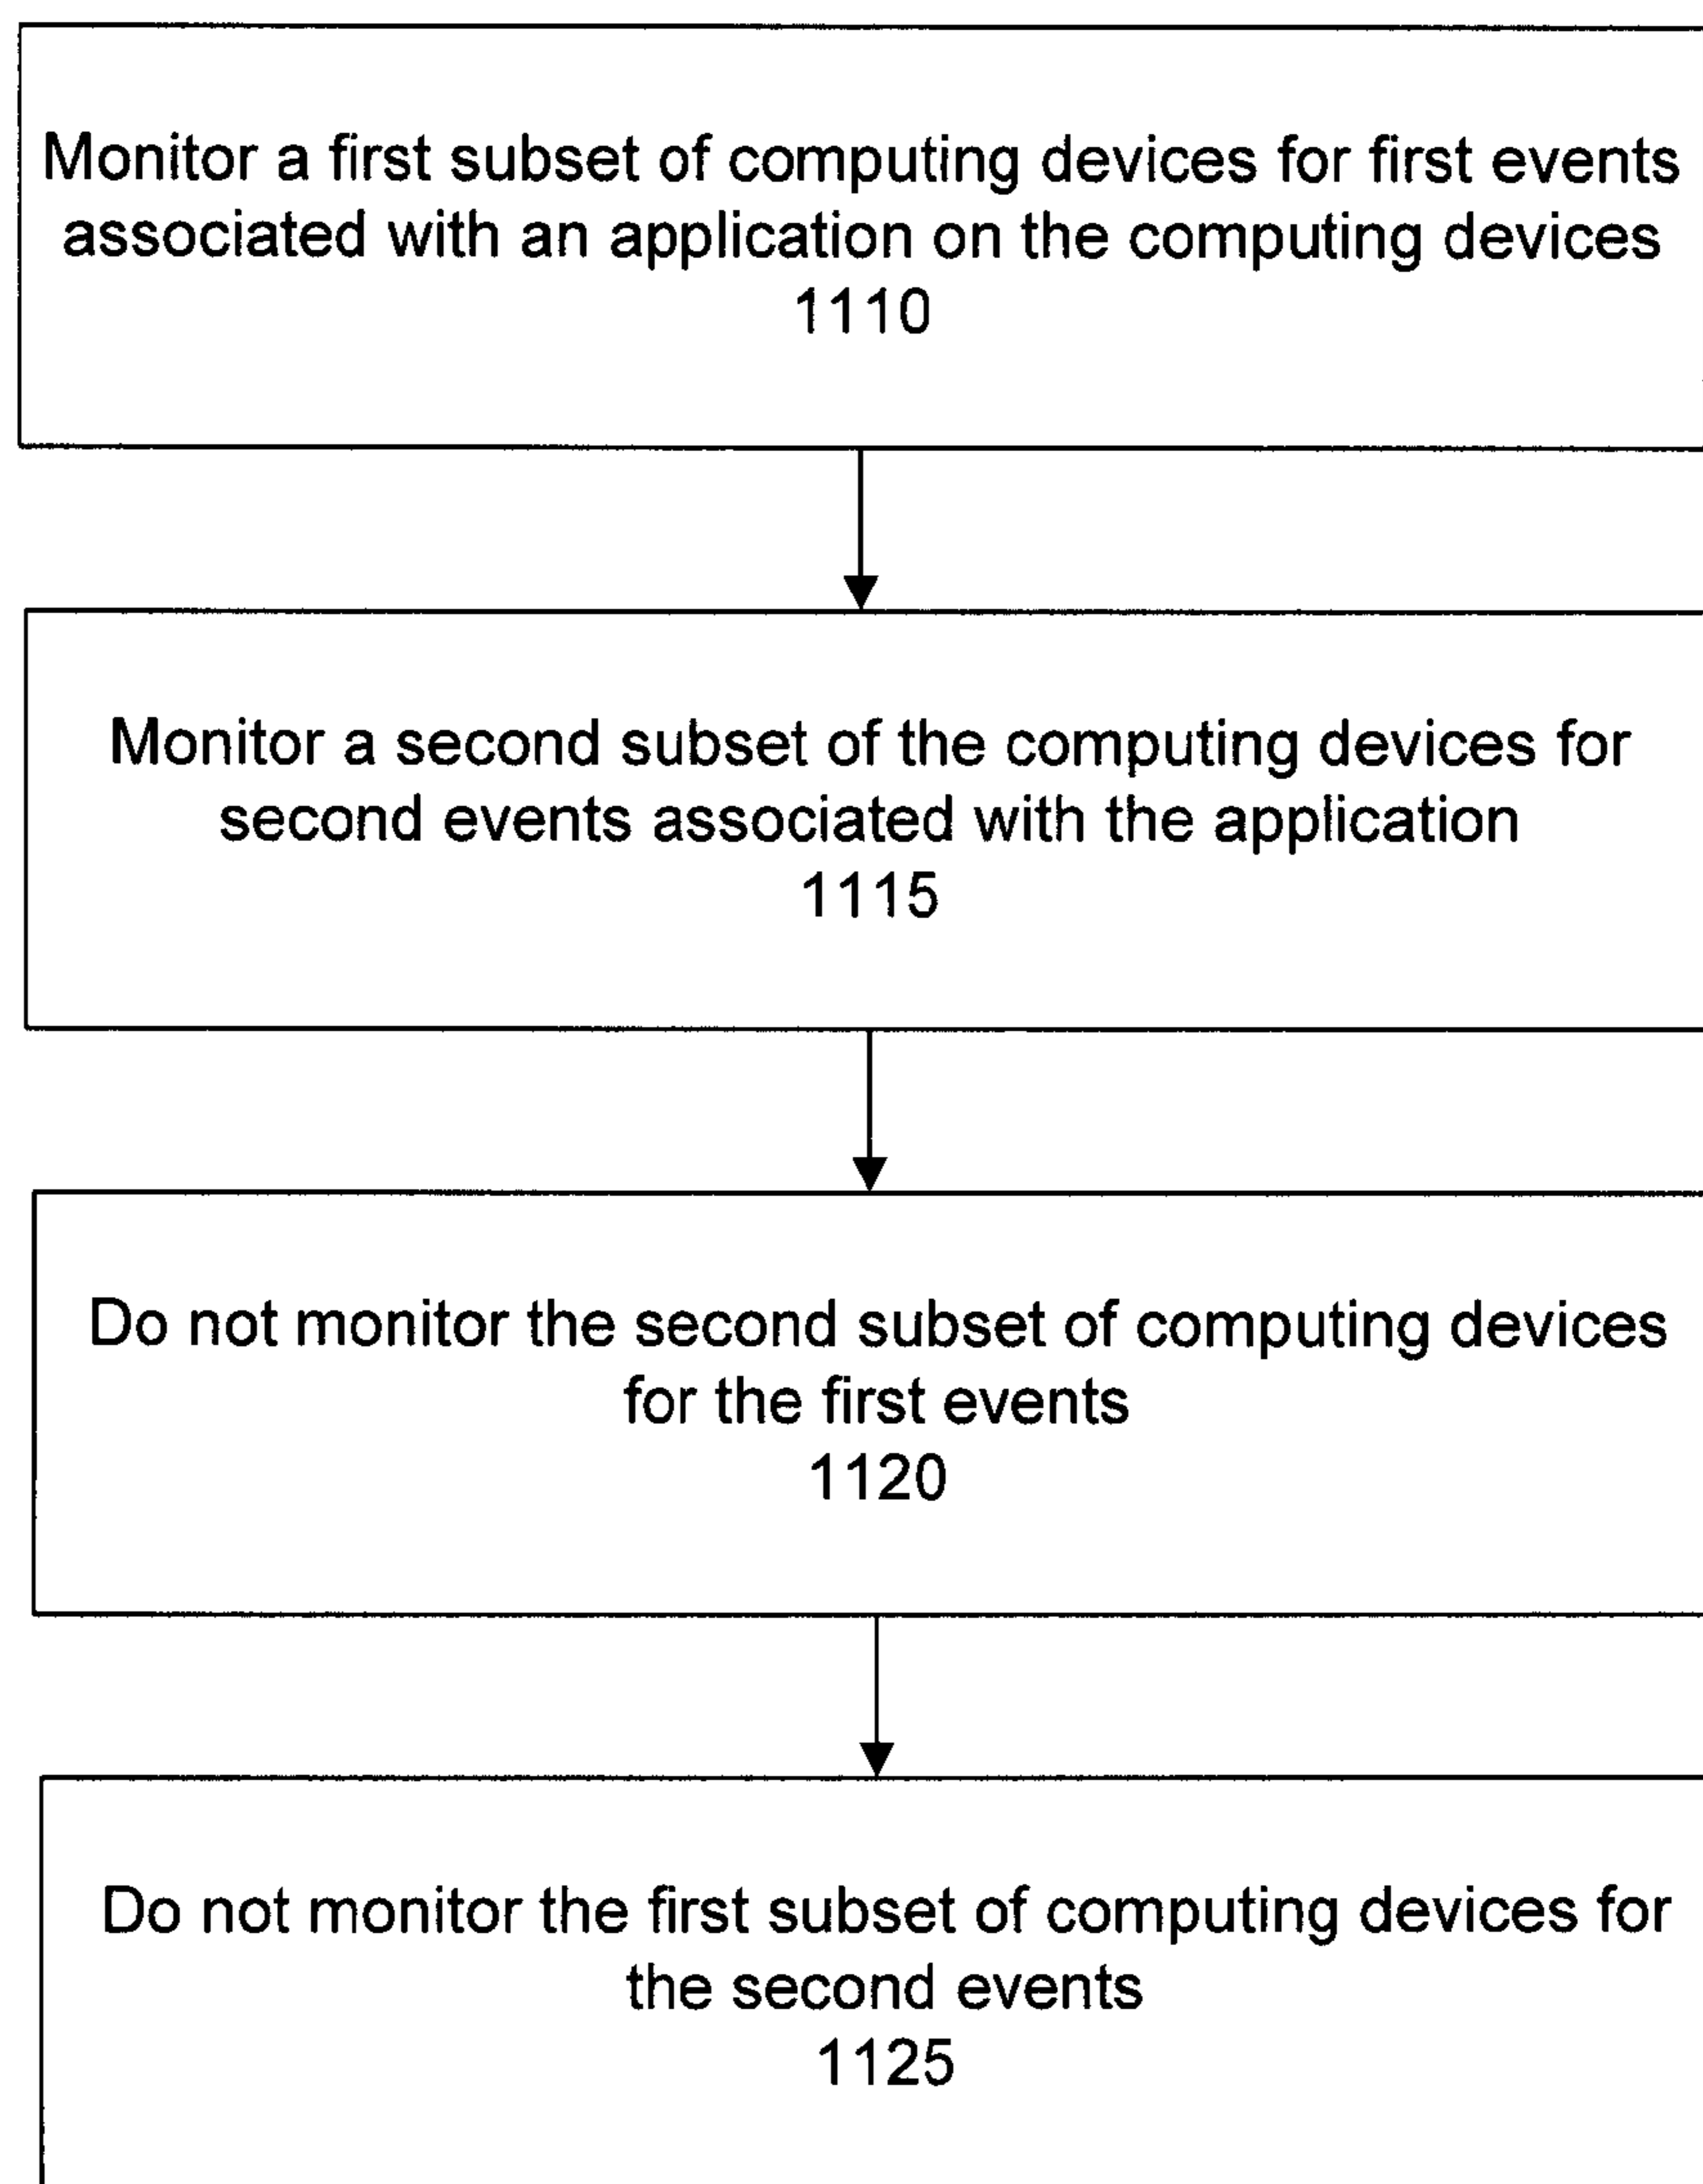 Monitor a first subset of computing devices for first events
associated with an application on the computing devices
1110
Monitor a second subset of the computing devices for
second events associated with the application
1115
Do not monitor the second subset of computing devices
for the first events
1120
Do not monitor the first subset of computing devices for
the second events
1125